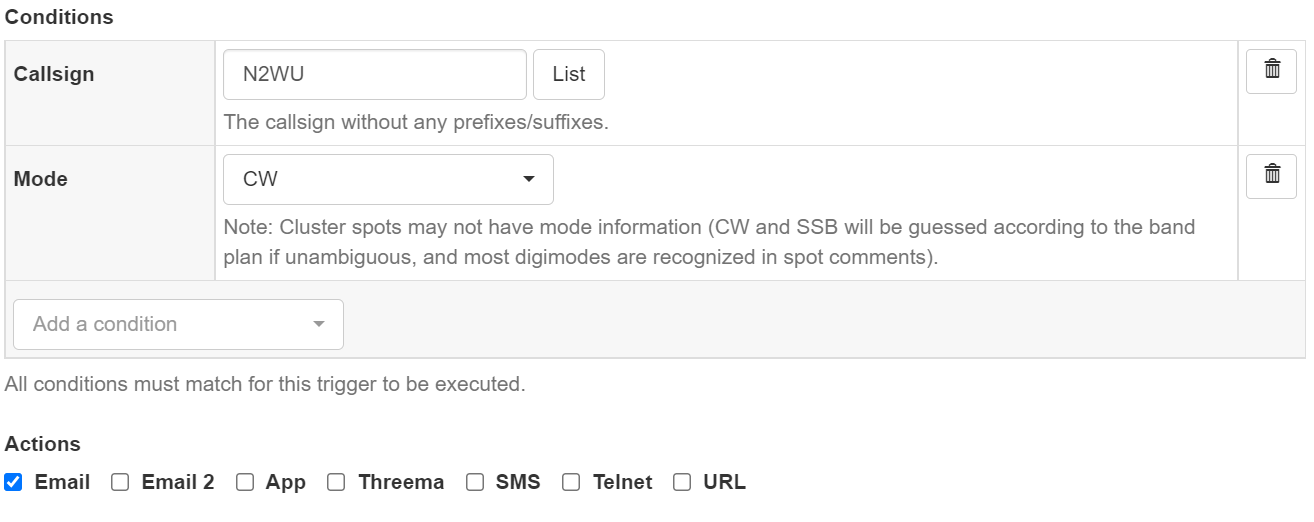 Conditions
Callsign
N2WU
List
The callsign without any prefixes/suffixes.
Mode
CW
Note: Cluster spots may not have mode information (CW and SSB will be guessed according to the band
plan if unambiguous, and most digimodes are recognized in spot comments).
Add a condition
All conditions must match for this trigger to be executed.
Actions
Email Email 2 App Threema SMS Telnet URL